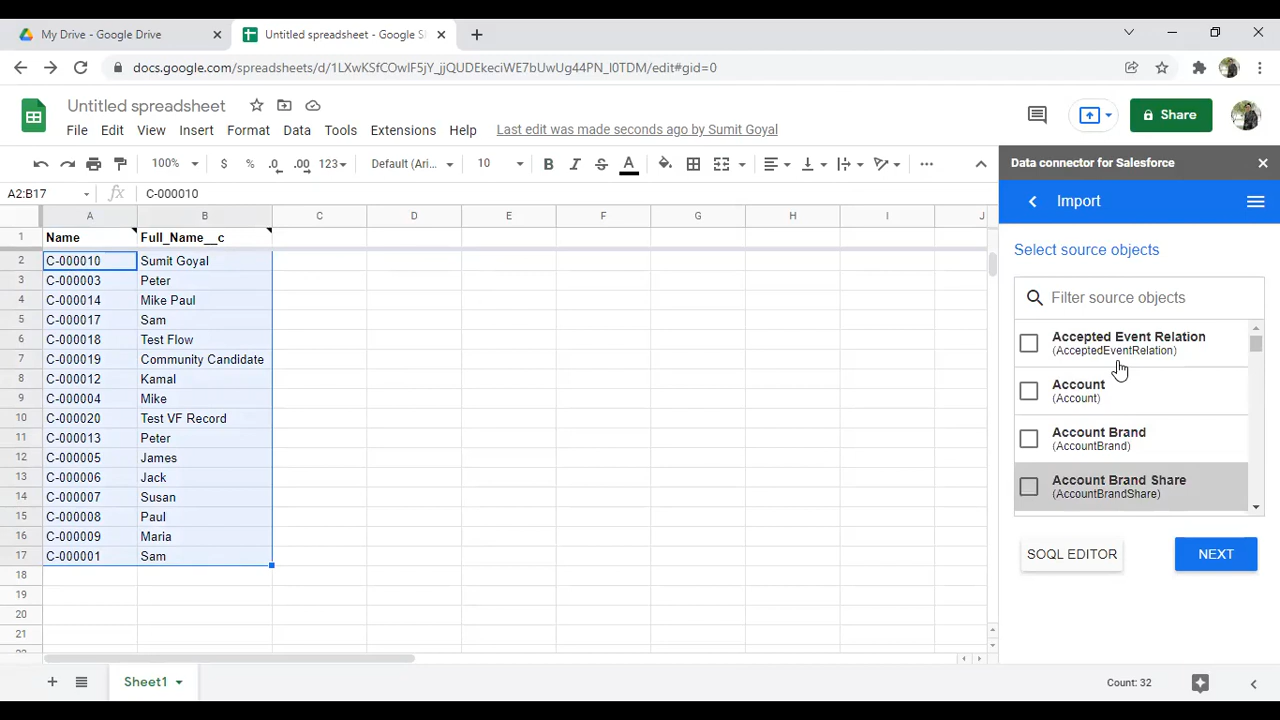 My Drive - Google Drive
Untitled spreadsheet - Google S
docs.google.com/spreadsheets/d/1LXwKSfCOwIF5jY_jjQUDEkeciWE7bUwUg44PN_I0TDM/edit#gid=0
Untitled spreadsheet
File Edit View Insert Format Data Tools Extensions Help Last edit was made seconds ago by Sumit Goyal
Share
100% $ % .0 .00 123 Default (Ari... 10 B I S A
A2:B17 fx C-000010
A B C D E F G H I J
1 Name Full_Name__c
2 C-000010 Sumit Goyal
3 C-000003 Peter
4 C-000014 Mike Paul
5 C-000017 Sam
6 C-000018 Test Flow
7 C-000019 Community Candidate
8 C-000012 Kamal
9 C-000004 Mike
10 C-000020 Test VF Record
11 C-000013 Peter
12 C-000005 James
13 C-000006 Jack
14 C-000007 Susan
15 C-000008 Paul
16 C-000009 Maria
17 C-000001 Sam
18
19
20
21
Sheet1
Count: 32
Data connector for Salesforce
Import
Select source objects
Filter source objects
Accepted Event Relation
(AcceptedEventRelation)
Account
(Account)
Account Brand
(AccountBrand)
Account Brand Share
(AccountBrandShare)
SOQL EDITOR
NEXT